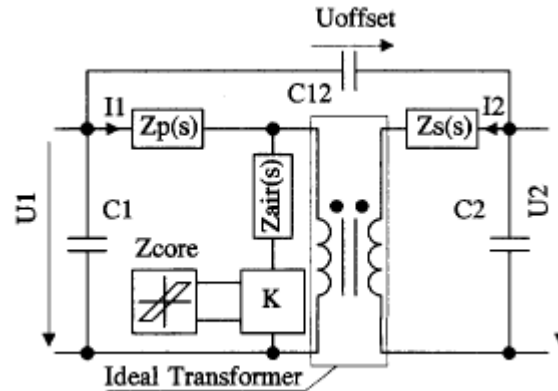 Uoffset
C12
I1
Zp(s)
Zs(s)
I2
U1
C1
Zair(s)
C2
U2
Zcore
K
Ideal Transformer